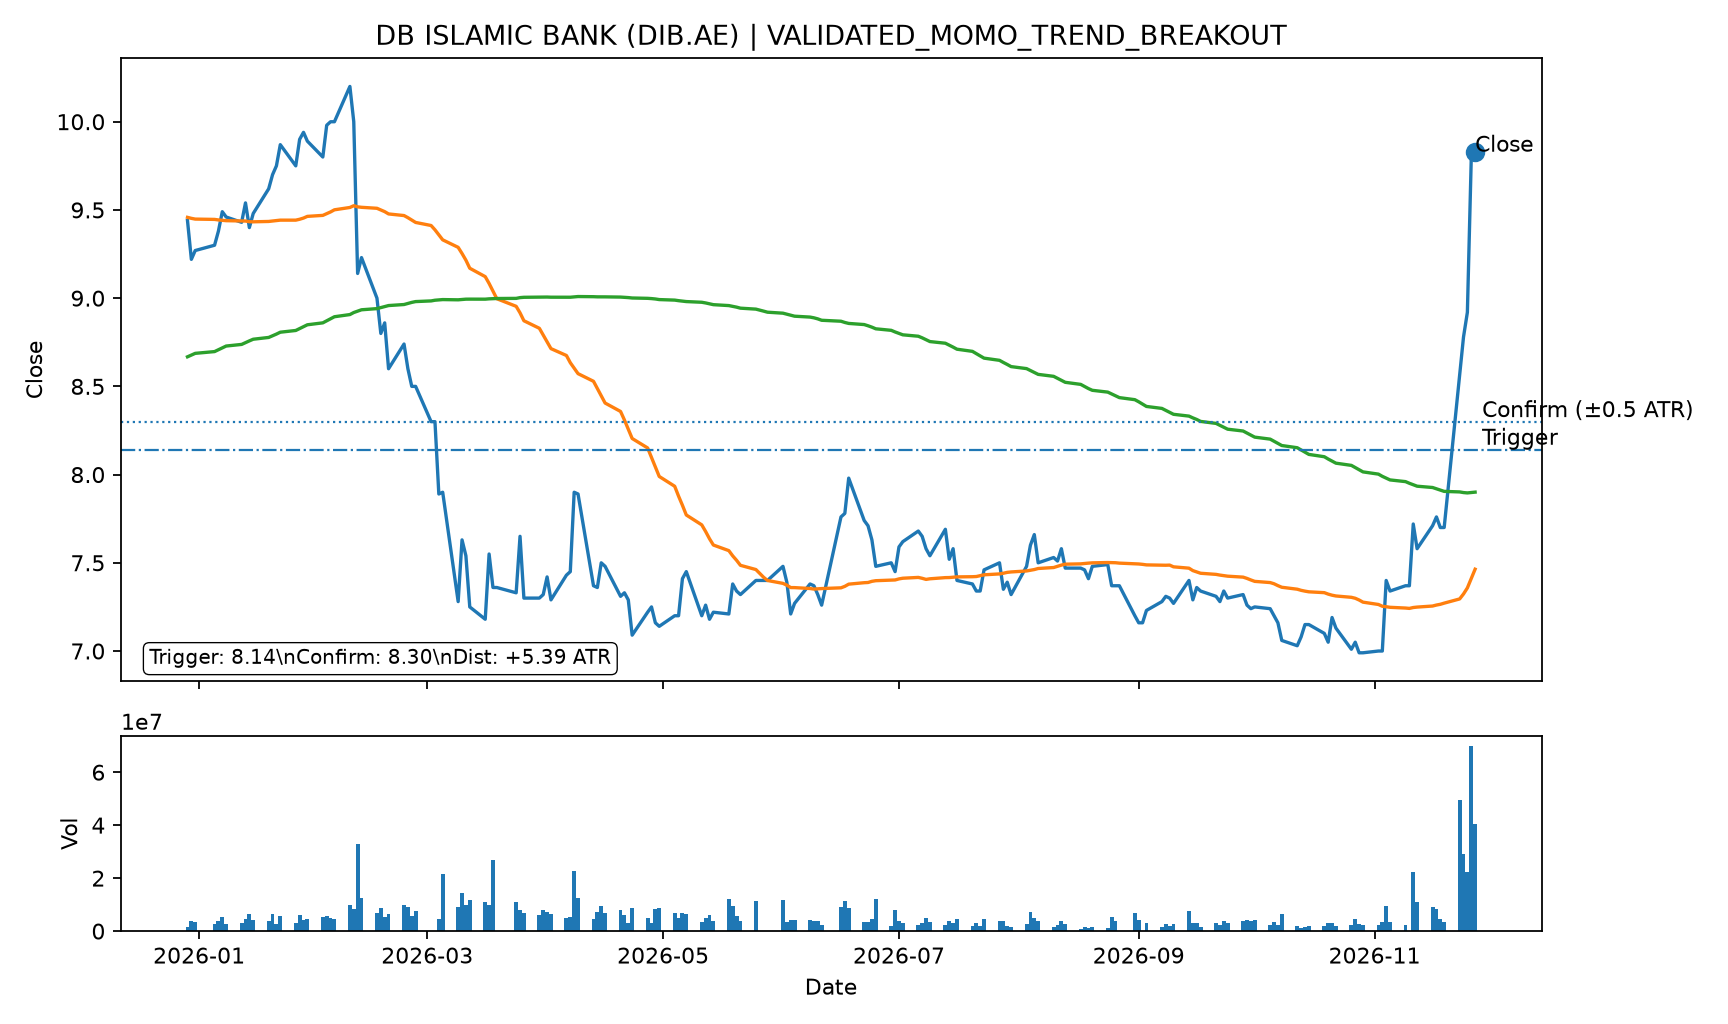 DB ISLAMIC BANK (DIB.AE) | VALIDATED_MOMO_TREND_BREAKOUT
Close
10.0
9.5
9.0
8.5
8.0
7.5
7.0
Close
Confirm (±0.5 ATR)
Trigger
Trigger: 8.14\nConfirm: 8.30\nDist: +5.39 ATR
1e7
Vol
6
4
2
0
2026-01
2026-03
2026-05
2026-07
2026-09
2026-11
Date